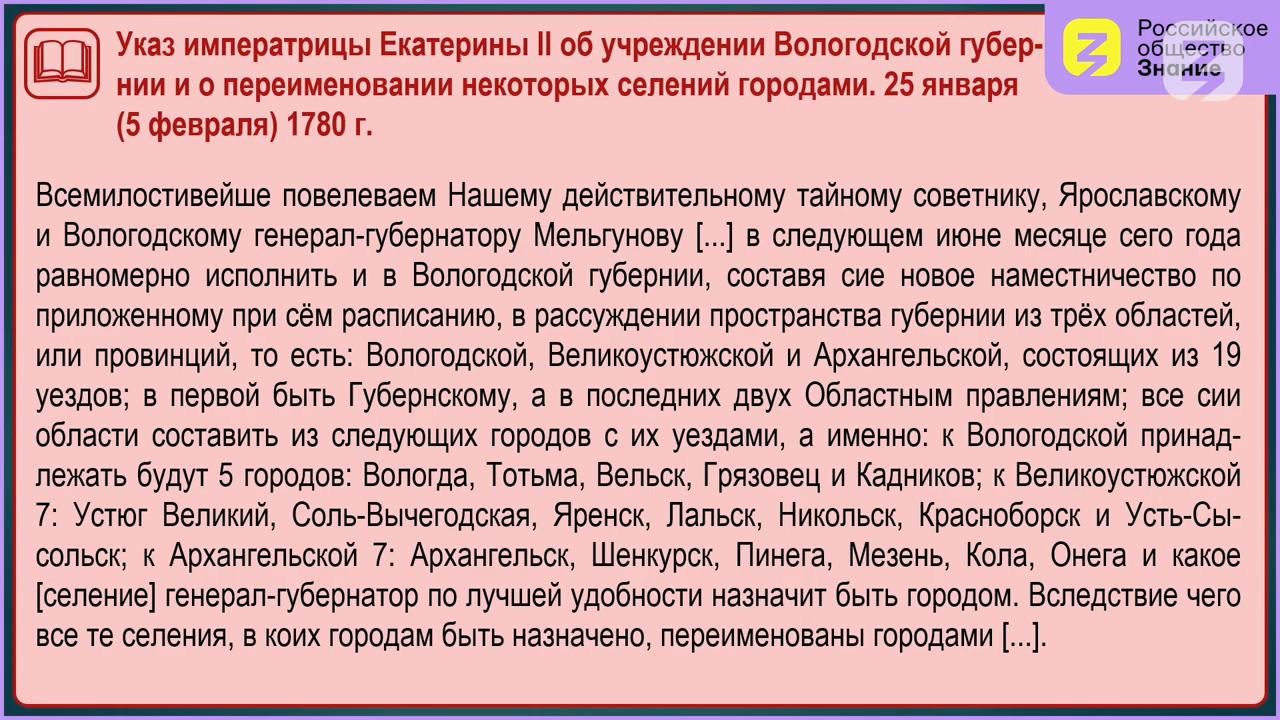 Указ императрицы Екатерины II об учреждении Вологодской губер-
нии и о переименовании некоторых селений городами. 25 января
(5 февраля) 1780 г.
Российское
общество
Знание
Всемилостивейше повелеваем Нашему действительному тайному советнику, Ярославскому
и Вологодскому генерал-губернатору Мельгунову [...] в следующем июне месяце сего года
равномерно исполнить и в Вологодской губернии, составя сие новое наместничество по
приложенному при сём расписанию, в рассуждении пространства губернии из трёх областей,
или провинций, то есть: Вологодской, Великоустюжской и Архангельской, состоящих из 19
уездов; в первой быть Губернскому, а в последних двух Областным правлениям; все сии
области составить из следующих городов с их уездами, а именно: к Вологодской принад-
лежать будут 5 городов: Вологда, Тотьма, Вельск, Грязовец и Кадников; к Великоустюжской
7: Устюг Великий, Соль-Вычегодская, Яренск, Лальск, Никольск, Красноборск и Усть-Сы-
сольск; к Архангельской 7: Архангельск, Шенкурск, Пинега, Мезень, Кола, Онега и какое
[селение] генерал-губернатор по лучшей удобности назначит быть городом. Вследствие чего
все те селения, в коих городам быть назначено, переименованы городами [...].